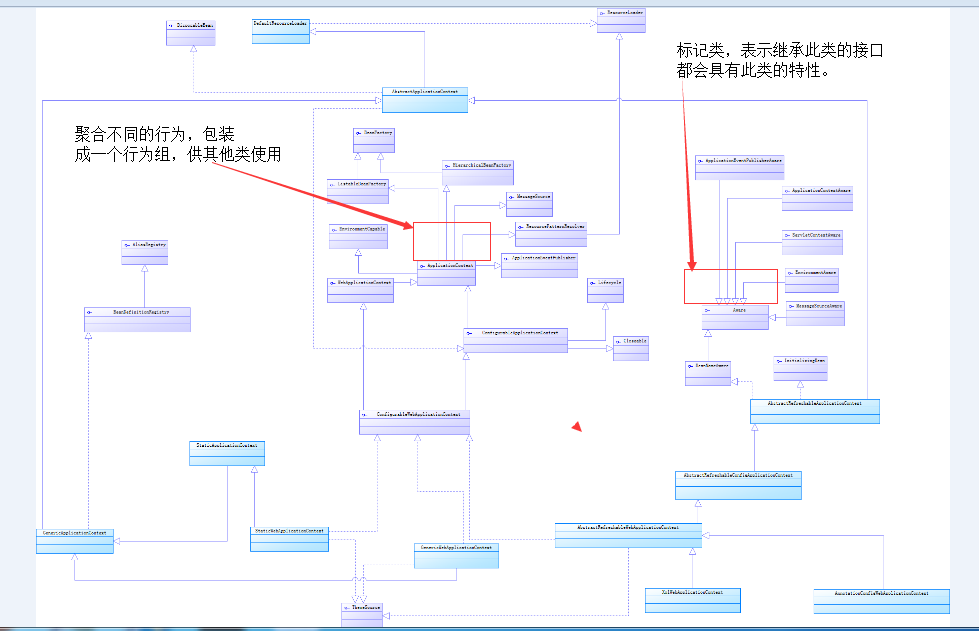 DisposableBean
DefaultResourceLoader
ResourceLoader
标记类，表示继承此类的接口
都会具有此类的特性。
AbstractApplicationContext
聚合不同的行为，包装
成一个行为组，供其他类使用
BeanFactory
HierarchicalBeanFactory
ApplicationEventPublisherAware
ListableBeanFactory
MessageSource
ApplicationContextAware
EnvironmentCapable
ResourcePatternResolver
ServletContextAware
AliasRegistry
ApplicationContext
ApplicationEventPublisher
EnvironmentAware
WebApplicationContext
Lifecycle
BeanDefinitionRegistry
Aware
MessageSourceAware
ConfigurableApplicationContext
Closeable
BeanNameAware
InitializingBean
AbstractRefreshableApplicationContext
ConfigurableWebApplicationContext
StaticApplicationContext
AbstractRefreshableConfigApplicationContext
GenericApplicationContext
StaticWebApplicationContext
AbstractRefreshableWebApplicationContext
GenericWebApplicationContext
XmlWebApplicationContext
AnnotationConfigWebApplicationContext
ThemeSource